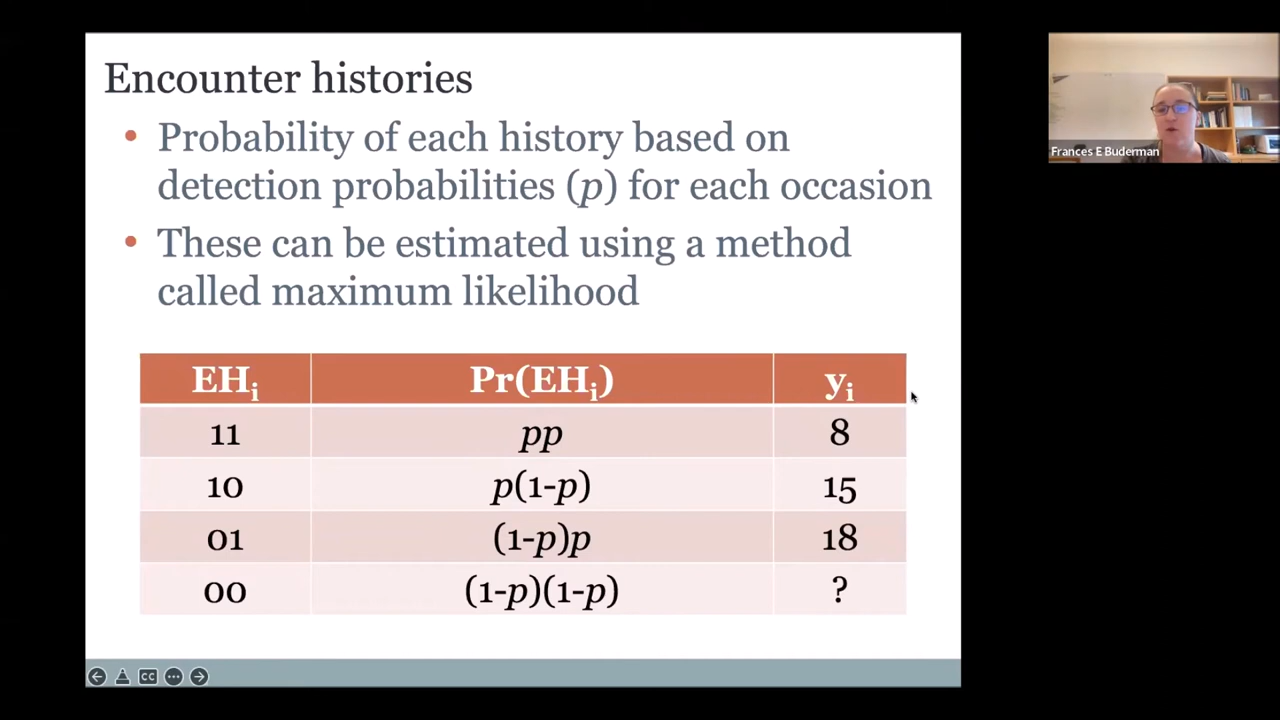 Encounter histories
• Probability of each history based on
detection probabilities (p) for each occasion
• These can be estimated using a method
called maximum likelihood
EHi Pr(EHi) yi
11 pp 8
10 p(1-p) 15
01 (1-p)p 18
00 (1-p)(1-p) ?
CC
Frances E Buderman